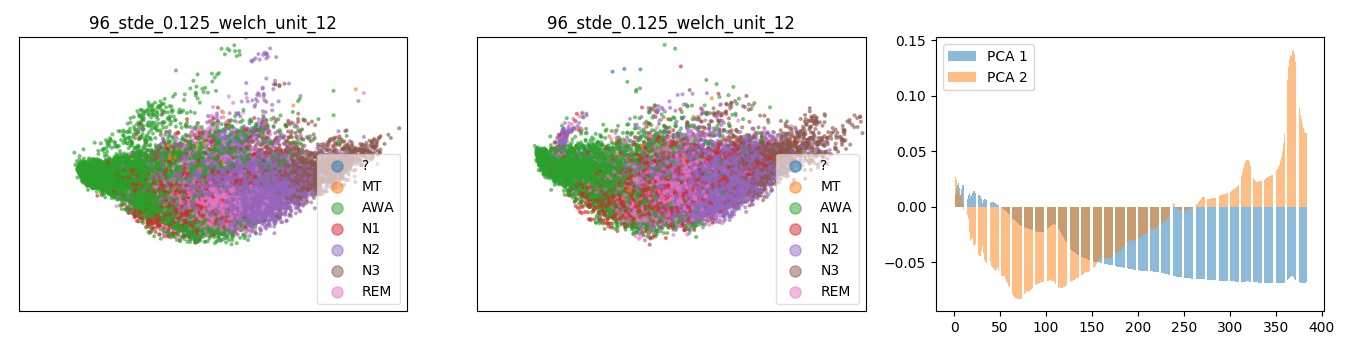 96_stde_0.125_welch_unit_12
?
MT
AWA
N1
N2
N3
REM
96_stde_0.125_welch_unit_12
?
MT
AWA
N1
N2
N3
REM
PCA 1
PCA 2
0.15
0.10
0.05
0.00
−0.05
0 50 100 150 200 250 300 350 400